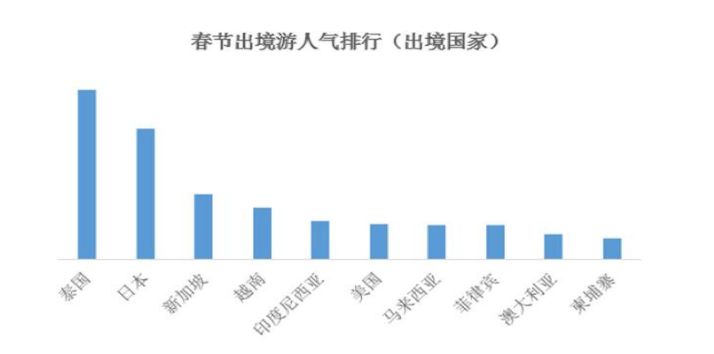 春节出境游人气排行（出境国家）
泰国
日本
新加坡
越南
印度尼西亚
美国
马来西亚
菲律宾
澳大利亚
柬埔寨